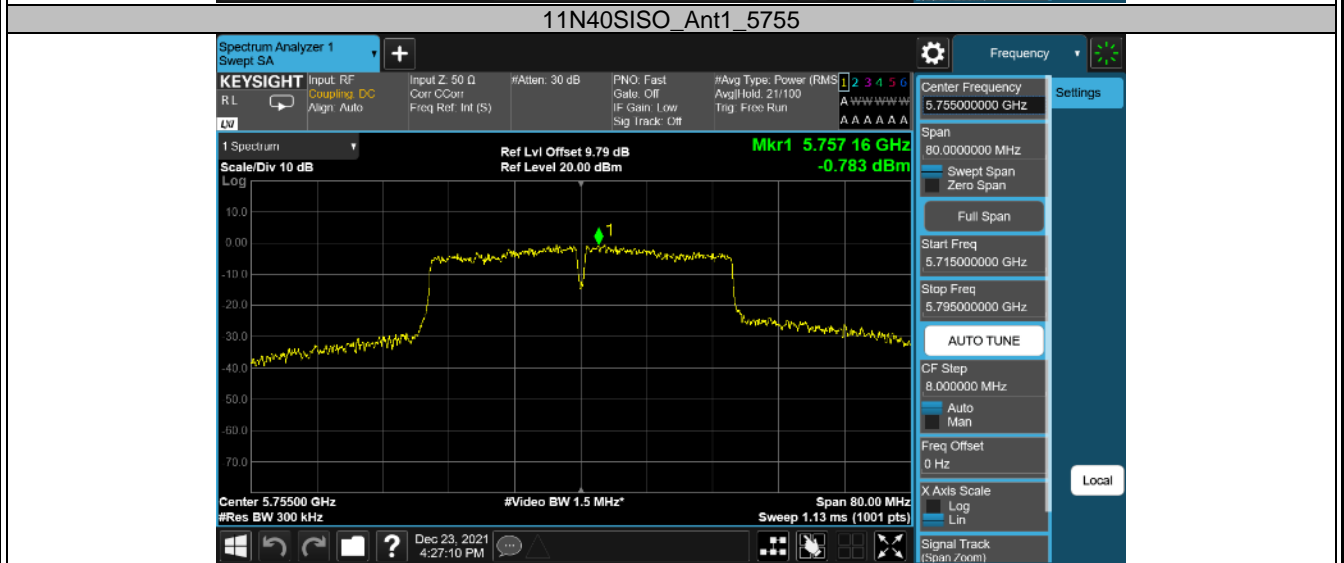 11N40SISO_Ant1_5755
Spectrum Analyzer 1
Swept SA
+
Frequency
KEYSIGHT
R L
LXI
Input: RF
Coupling: DC
Align: Auto
Input Z: 50 Ω
Corr CCorr
Freq Ref: Int (S)
#Atten: 30 dB
PNO: Fast
Gate: Off
IF Gain: Low
Sig Track: Off
#Avg Type: Power (RMS
Avg|Hold: 21/100
Trig: Free Run
1 2 3 4 5 6
A W W W W W
A A A A A A
1 Spectrum
Scale/Div 10 dB
Ref Lvl Offset 9.79 dB
Ref Level 20.00 dBm
Mkr1 5.757 16 GHz
-0.783 dBm
Log
10.0
0.00
-10.0
-20.0
-30.0
-40.0
-50.0
-60.0
-70.0
1
Center 5.75500 GHz
#Res BW 300 kHz
#Video BW 1.5 MHz*
Span 80.00 MHz
Sweep 1.13 ms (1001 pts)
Dec 23, 2021
4:27:10 PM
?
Center Frequency
5.755000000 GHz
Settings
Span
80.0000000 MHz
Swept Span
Zero Span
Full Span
Start Freq
5.715000000 GHz
Stop Freq
5.795000000 GHz
AUTO TUNE
CF Step
8.000000 MHz
Auto
Man
Freq Offset
0 Hz
X Axis Scale
Log
Lin
Local
Signal Track
(Span Zoom)